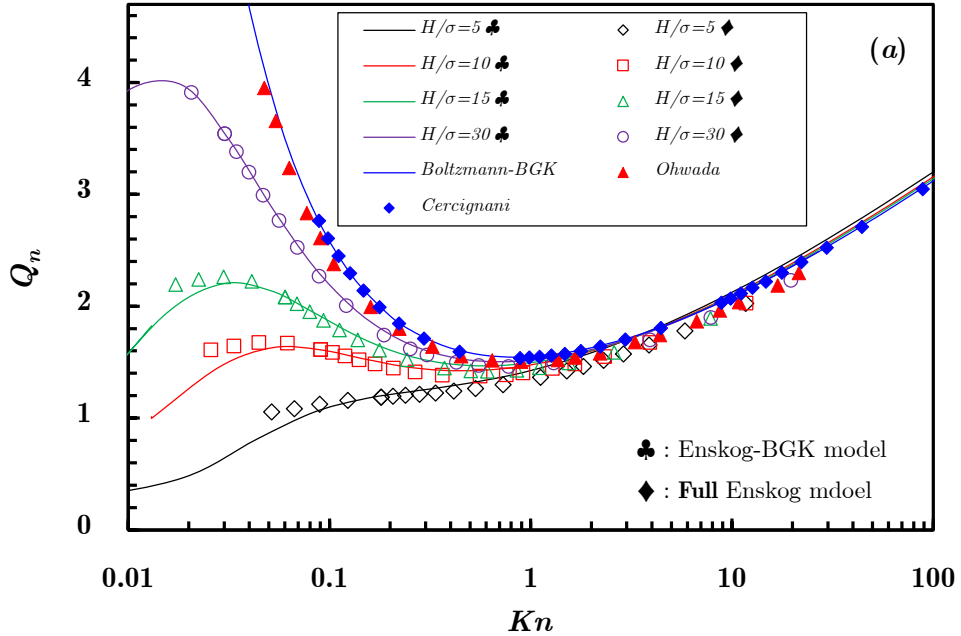 H/σ=5 ♣ H/σ=5 ♦
(a)
H/σ=10 ♣ H/σ=10 ♦
4
H/σ=15 ♣ H/σ=15 ♦
H/σ=30 ♣ H/σ=30 ♦
Boltzmann-BGK Ohwada
Cercignani
3
Qn
2
1
♣ : Enskog-BGK model
♦ : Full Enskog mdoel
0
0.01 0.1 1 10 100
Kn